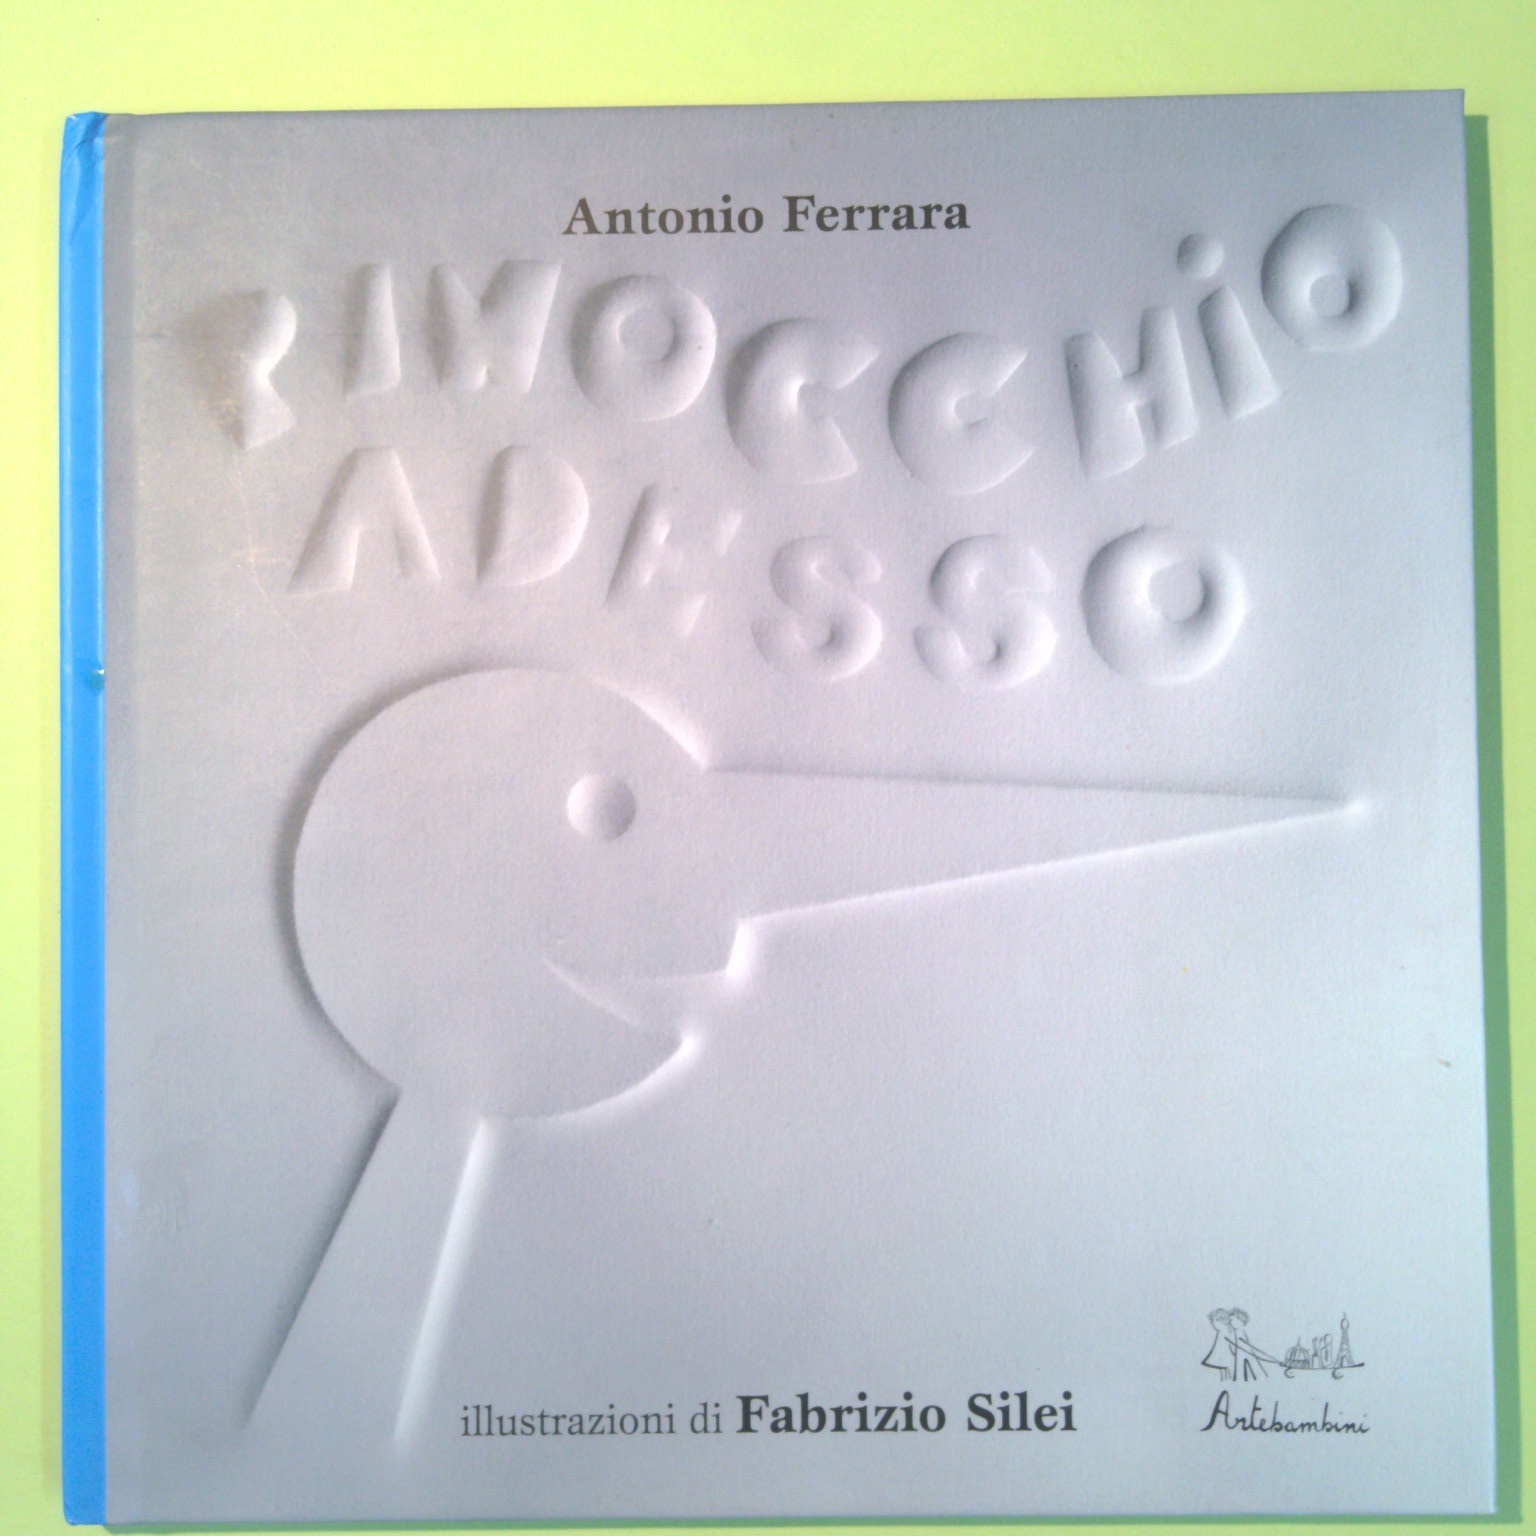 Antonio Ferrara
PINOCCHiO
ADESSO
illustrazioni di Fabrizio Silei
Artebambini